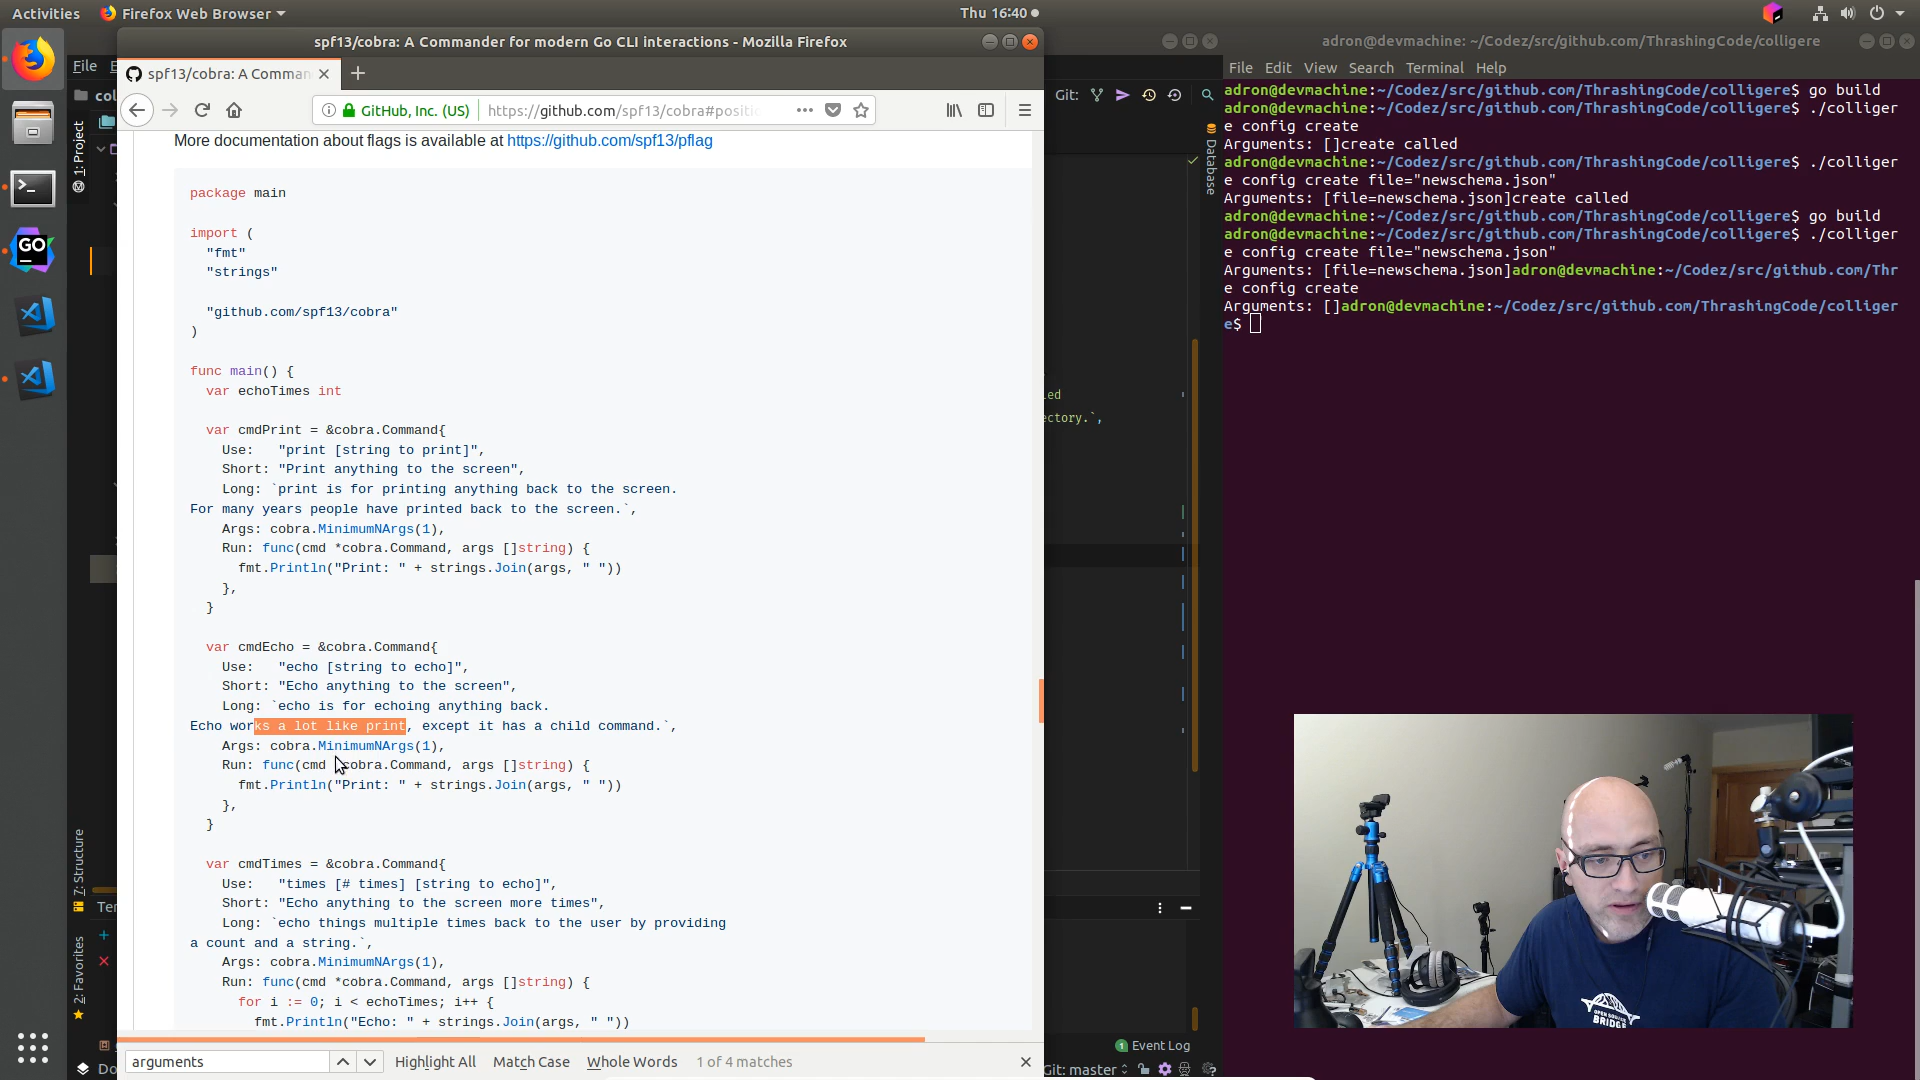 Activities
Firefox Web Browser
Thu 16:40
spf13/cobra: A Commander for modern Go CLI interactions - Mozilla Firefox
adron@devmachine: ~/Codez/src/github.com/ThrashingCode/colligere
File
spf13/cobra: A Comman
File Edit View Search Terminal Help
GitHub, Inc. (US)
https://github.com/spf13/cobra#positi
Git:
1: Project
Database
More documentation about flags is available at https://github.com/spf13/pflag
package main
import (
"fmt"
"strings"
"github.com/spf13/cobra"
)
func main() {
var echoTimes int
var cmdPrint = &cobra.Command{
Use: "print [string to print]",
Short: "Print anything to the screen",
Long: `print is for printing anything back to the screen.
For many years people have printed back to the screen.`,
Args: cobra.MinimumNArgs(1),
Run: func(cmd *cobra.Command, args []string) {
fmt.Println("Print: " + strings.Join(args, " "))
},
}
var cmdEcho = &cobra.Command{
Use: "echo [string to echo]",
Short: "Echo anything to the screen",
Long: `echo is for echoing anything back.
Echo works a lot like print, except it has a child command.`,
Args: cobra.MinimumNArgs(1),
Run: func(cmd *cobra.Command, args []string) {
fmt.Println("Print: " + strings.Join(args, " "))
},
}
var cmdTimes = &cobra.Command{
Use: "times [# times] [string to echo]",
Short: "Echo anything to the screen more times",
Long: `echo things multiple times back to the user by providing
a count and a string.`,
Args: cobra.MinimumNArgs(1),
Run: func(cmd *cobra.Command, args []string) {
for i := 0; i < echoTimes; i++ {
fmt.Println("Echo: " + strings.Join(args, " "))
7: Structure
2: Favorites
arguments
Highlight All
Match Case
Whole Words
1 of 4 matches
ectory.`,
1 Event Log
Git: master
adron@devmachine:~/Codez/src/github.com/ThrashingCode/colligere$ go build
adron@devmachine:~/Codez/src/github.com/ThrashingCode/colligere$ ./colliger
e config create
Arguments: []create called
adron@devmachine:~/Codez/src/github.com/ThrashingCode/colligere$ ./colliger
e config create file="newschema.json"
Arguments: [file=newschema.json]create called
adron@devmachine:~/Codez/src/github.com/ThrashingCode/colligere$ go build
adron@devmachine:~/Codez/src/github.com/ThrashingCode/colligere$ ./colliger
e config create file="newschema.json"
Arguments: [file=newschema.json]adron@devmachine:~/Codez/src/github.com/Thr
e config create
Arguments: []adron@devmachine:~/Codez/src/github.com/ThrashingCode/colliger
e$
GO
OPEN SOURCE
BRIDGE